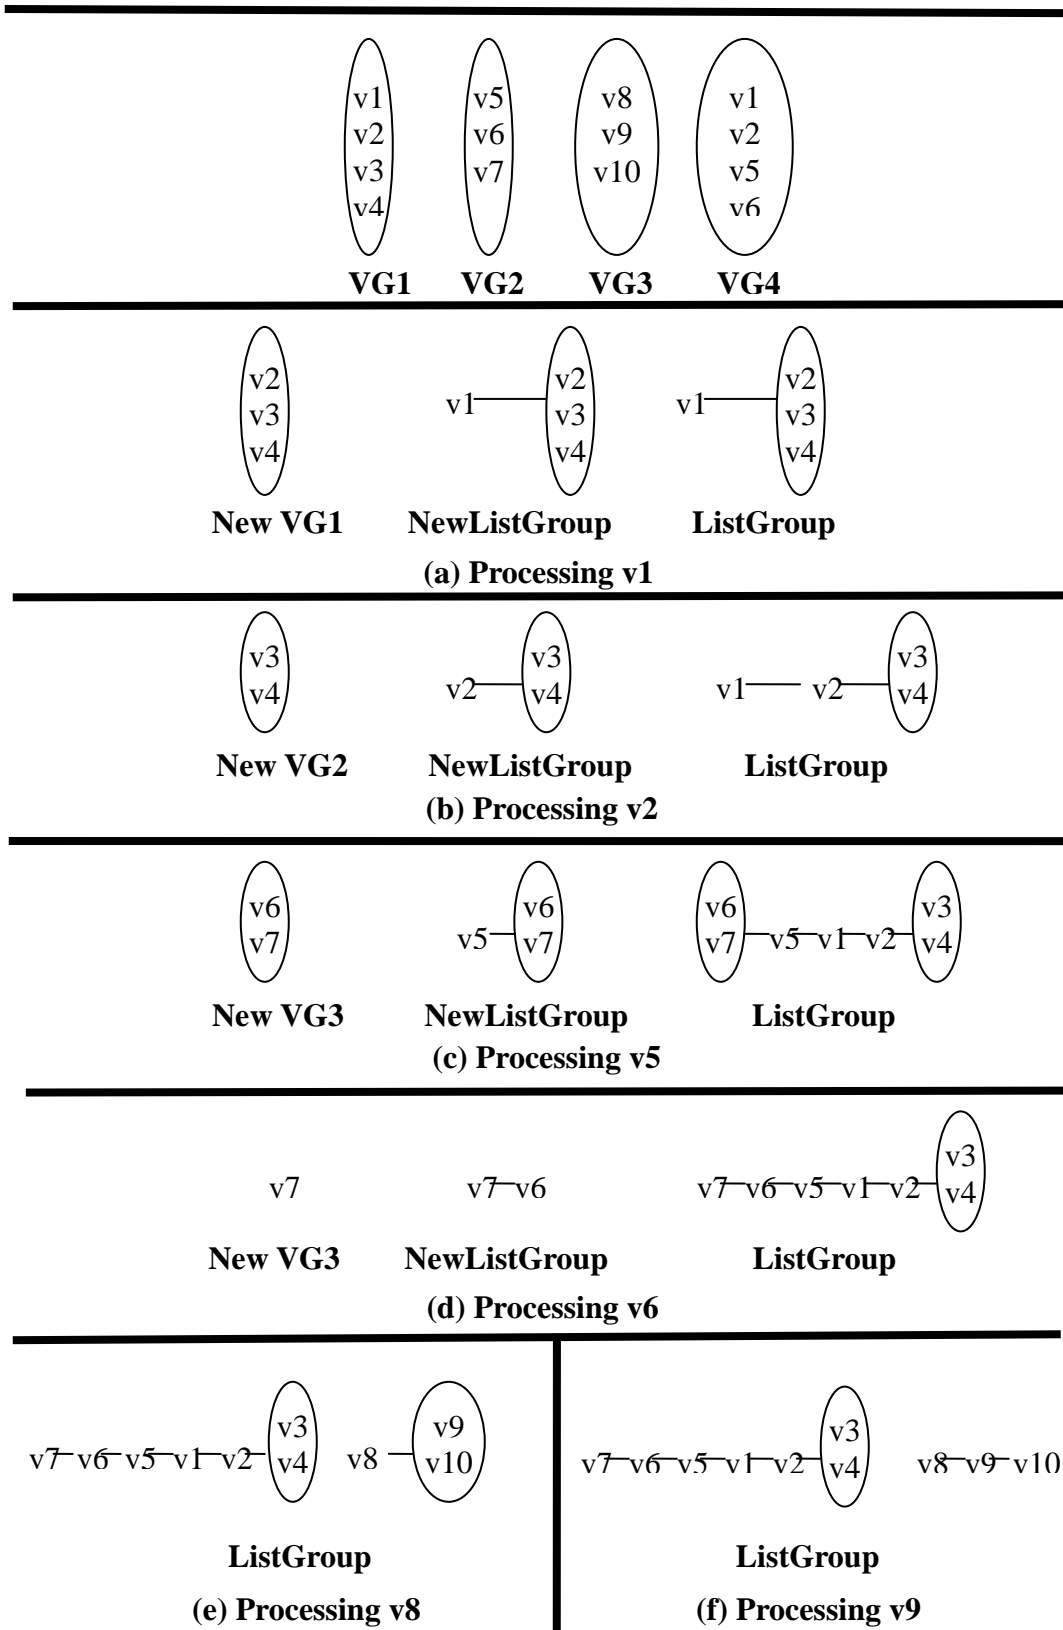 v1 v5 v8 v1
v2 v6 v9 v2
v3 v7 v10 v5
v4 v6
VG1 VG2 VG3 VG4
v2 v2 v2
v1 v3 v1 v3
v3 v4 v4
v4
New VG1 NewListGroup ListGroup
(a) Processing v1
v3 v3 v3
v4 v2 v4 v1 v2 v4
New VG2 NewListGroup ListGroup
(b) Processing v2
v6 v6 v6 v3
v7 v5 v7 v7 v5 v1 v2 v4
New VG3 NewListGroup ListGroup
(c) Processing v5
v3
v7 v7 v6 v7 v6 v5 v1 v2 v4
New VG3 NewListGroup ListGroup
(d) Processing v6
v3 v9
v7 v6 v5 v1 v2 v4 v8 v10
ListGroup
(e) Processing v8
v3
v7 v6 v5 v1 v2 v4 v8 v9 v10
ListGroup
(f) Processing v9